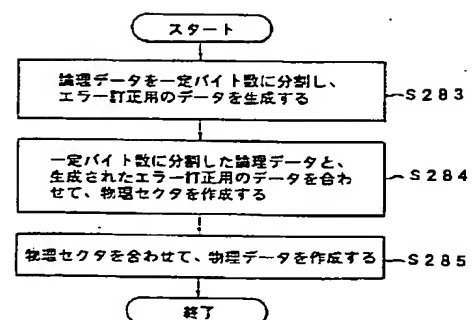 スタート
論理データを一定バイト数に分割し、
エラー訂正用のデータを生成する
S283
一定バイト数に分割した論理データと、
生成されたエラー訂正用のデータを合わ
せて、物理セクタを作成する
S284
物理セクタを合わせて、物理データを作成する
S285
終了